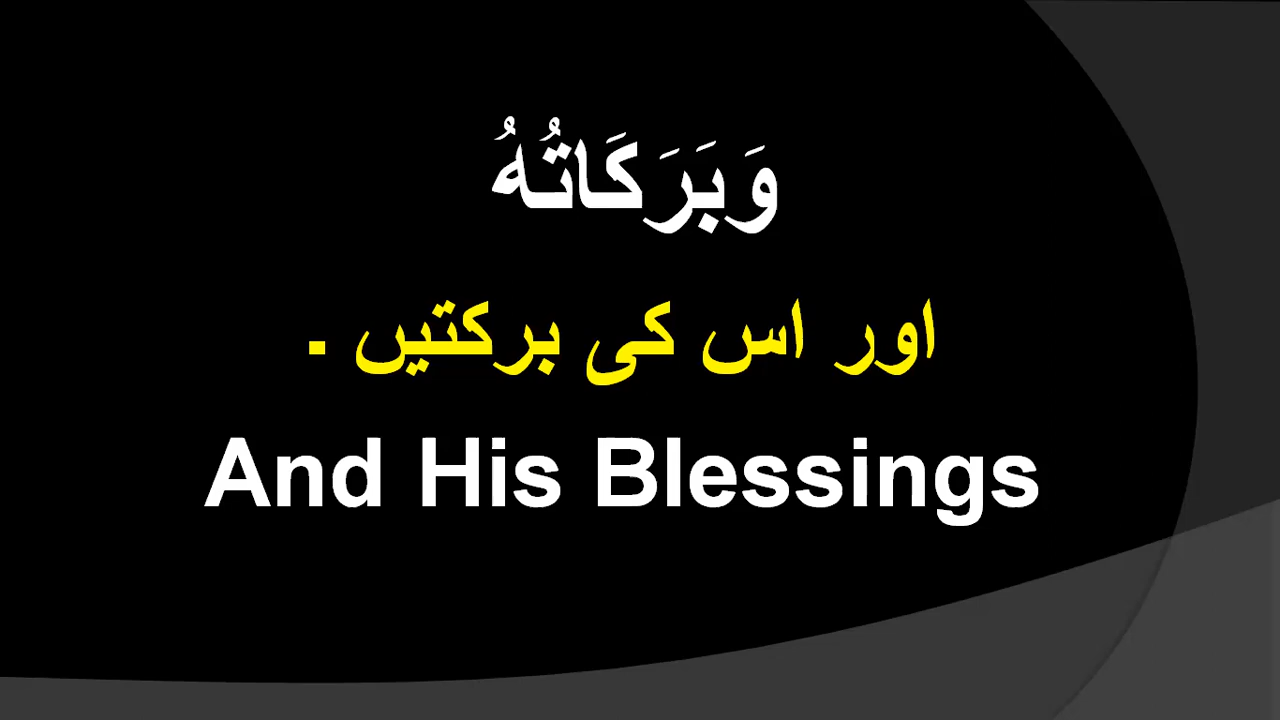 وَبَرَكَاتُهُ
اور اس کی برکتیں .
And His Blessings